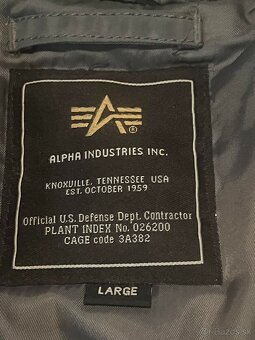 ALPHA INDUSTRIES INC.
KNOXVILLE, TENNESSEE USA
EST. OCTOBER 1959
Official U.S. Defense Dept. Contractor
PLANT INDEX No. 026200
CAGE code 3A382
LARGE